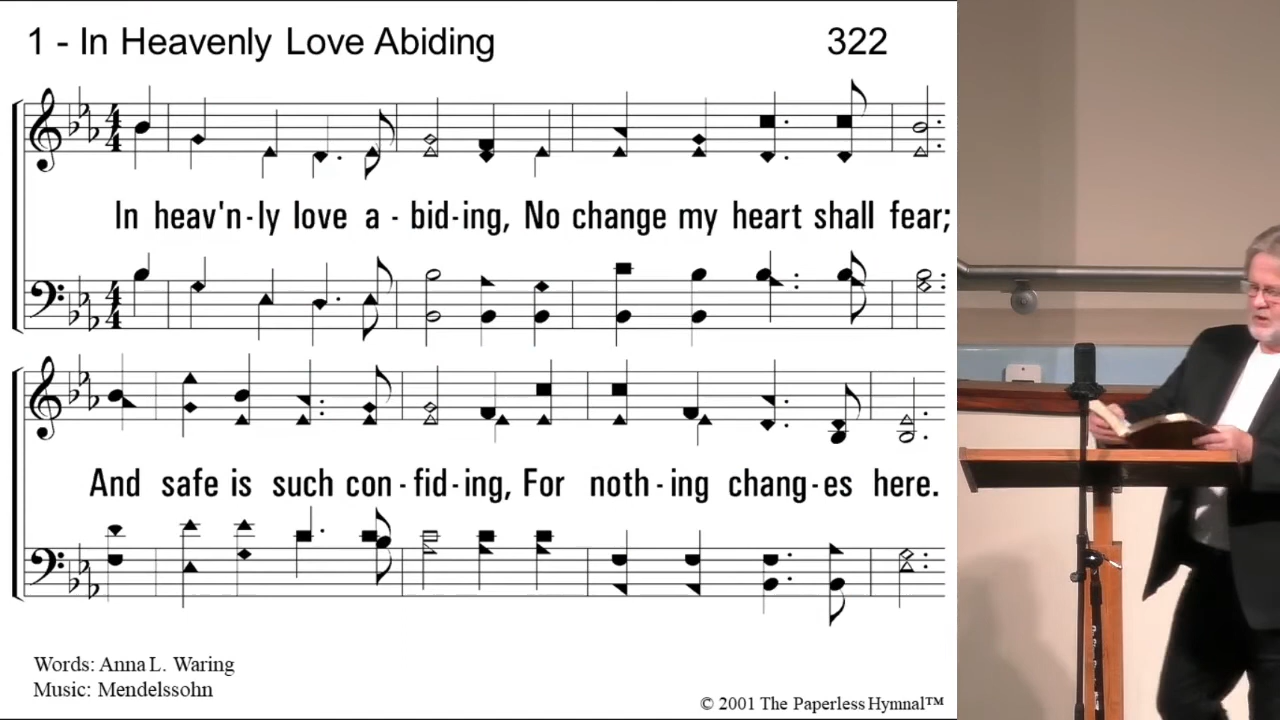 1 - In Heavenly Love Abiding 322
In heav'n-ly love a - bid-ing, No change my heart shall fear;
And safe is such con - fid-ing, For noth - ing chang-es here.
Words: Anna L. Waring
Music: Mendelssohn
© 2001 The Paperless Hymnal™